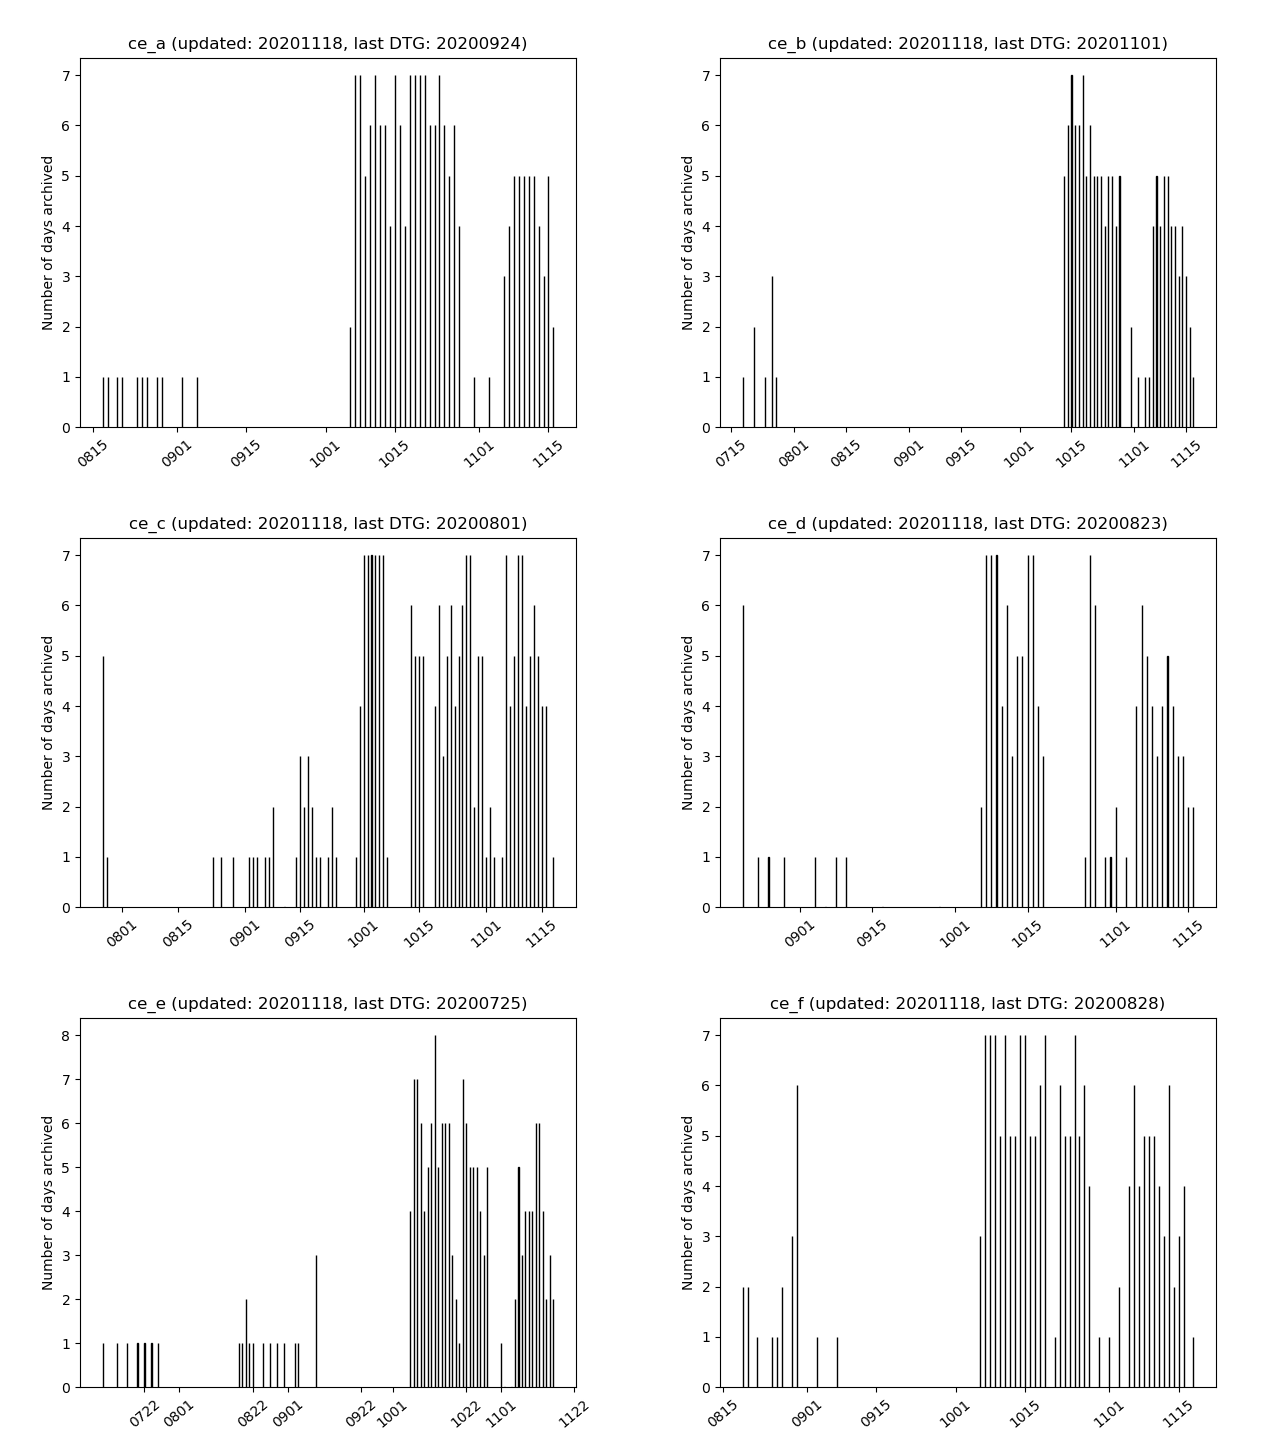 ce_a (updated: 20201118, last DTG: 20200924)
Number of days archived
7
6
5
4
3
2
1
0
0815 0901 0915 1001 1015 1101 1115
ce_b (updated: 20201118, last DTG: 20201101)
Number of days archived
7
6
5
4
3
2
1
0
0715 0801 0815 0901 0915 1001 1015 1101 1115
ce_c (updated: 20201118, last DTG: 20200801)
Number of days archived
7
6
5
4
3
2
1
0
0801 0815 0901 0915 1001 1015 1101 1115
ce_d (updated: 20201118, last DTG: 20200823)
Number of days archived
7
6
5
4
3
2
1
0
0901 0915 1001 1015 1101 1115
ce_e (updated: 20201118, last DTG: 20200725)
Number of days archived
8
7
6
5
4
3
2
1
0
0722 0801 0822 0901 0922 1001 1022 1101 1122
ce_f (updated: 20201118, last DTG: 20200828)
Number of days archived
7
6
5
4
3
2
1
0
0815 0901 0915 1001 1015 1101 1115